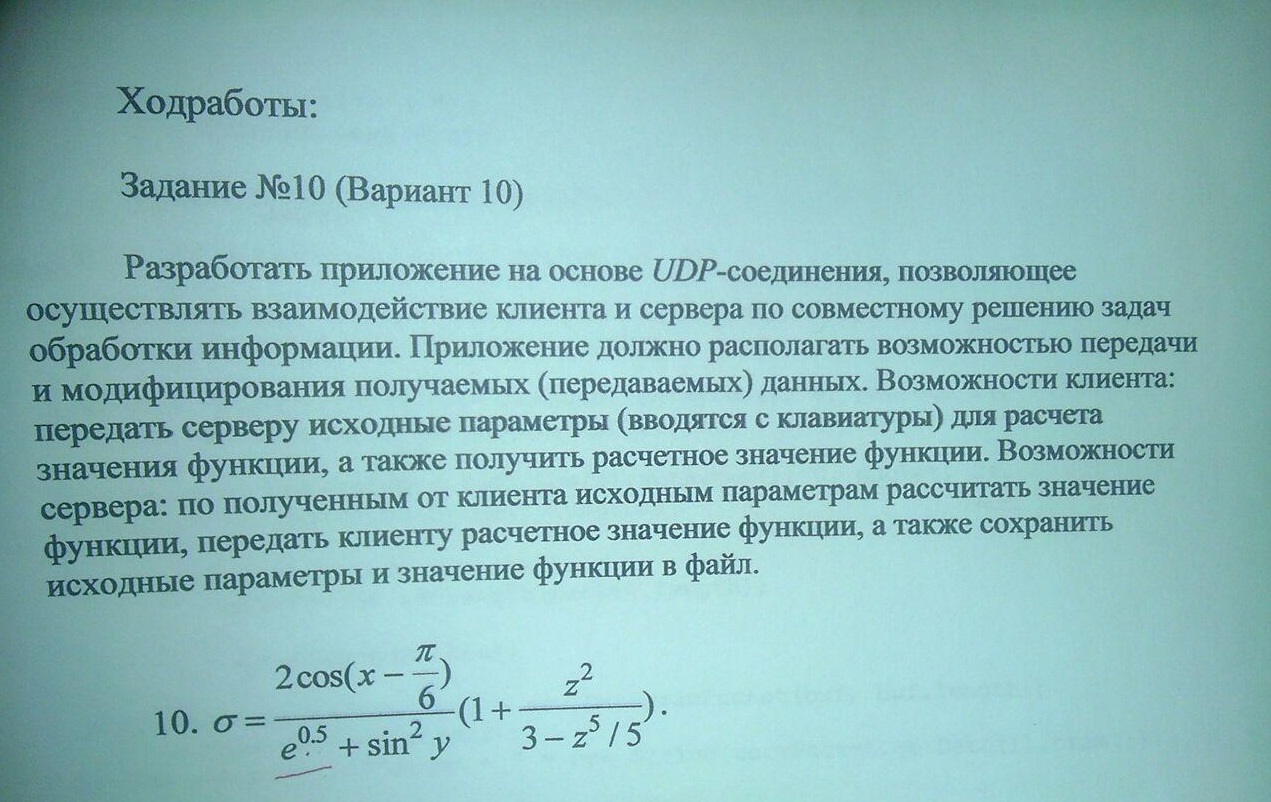 Ходработы:
Задание №10 (Вариант 10)
Разработать приложение на основе UDP-соединения, позволяющее
осуществлять взаимодействие клиента и сервера по совместному решению задач
обработки информации. Приложение должно располагать возможностью передачи
и модифицирования получаемых (передаваемых) данных. Возможности клиента:
передать серверу исходные параметры (вводятся с клавиатуры) для расчета
значения функции, а также получить расчетное значение функции. Возможности
сервера: по полученным от клиента исходным параметрам рассчитать значение
функции, передать клиенту расчетное значение функции, а также сохранить
исходные параметры и значение функции в файл.
10. σ = \frac{2cos(x − \frac{π}{6})}{e^{0.5} + sin^2 y}(1 + \frac{z^2}{3 − z^5 / 5}).